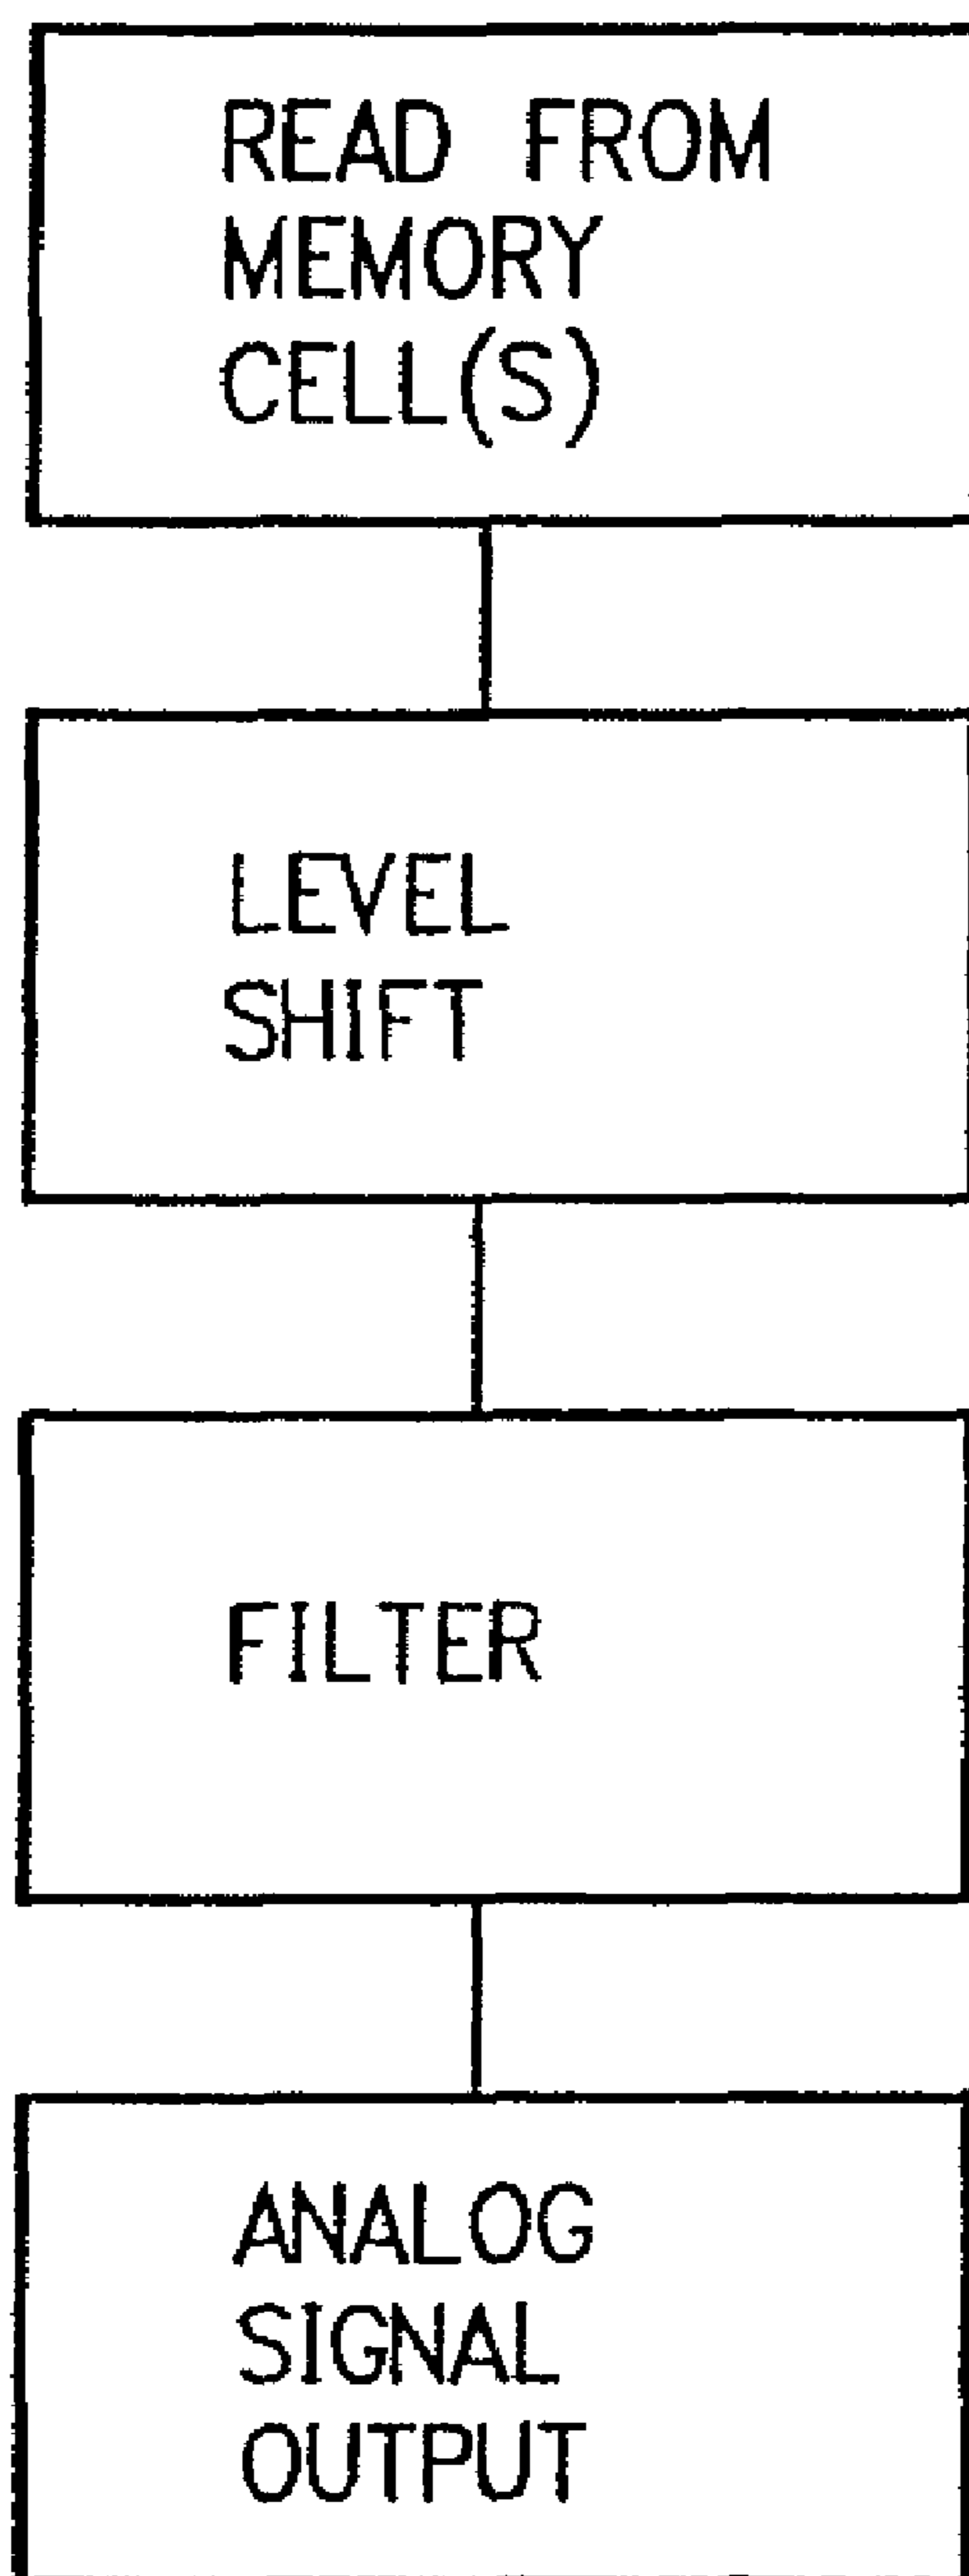 READ FROM
MEMORY
CELL(S)
LEVEL
SHIFT
FILTER
ANALOG
SIGNAL
OUTPUT